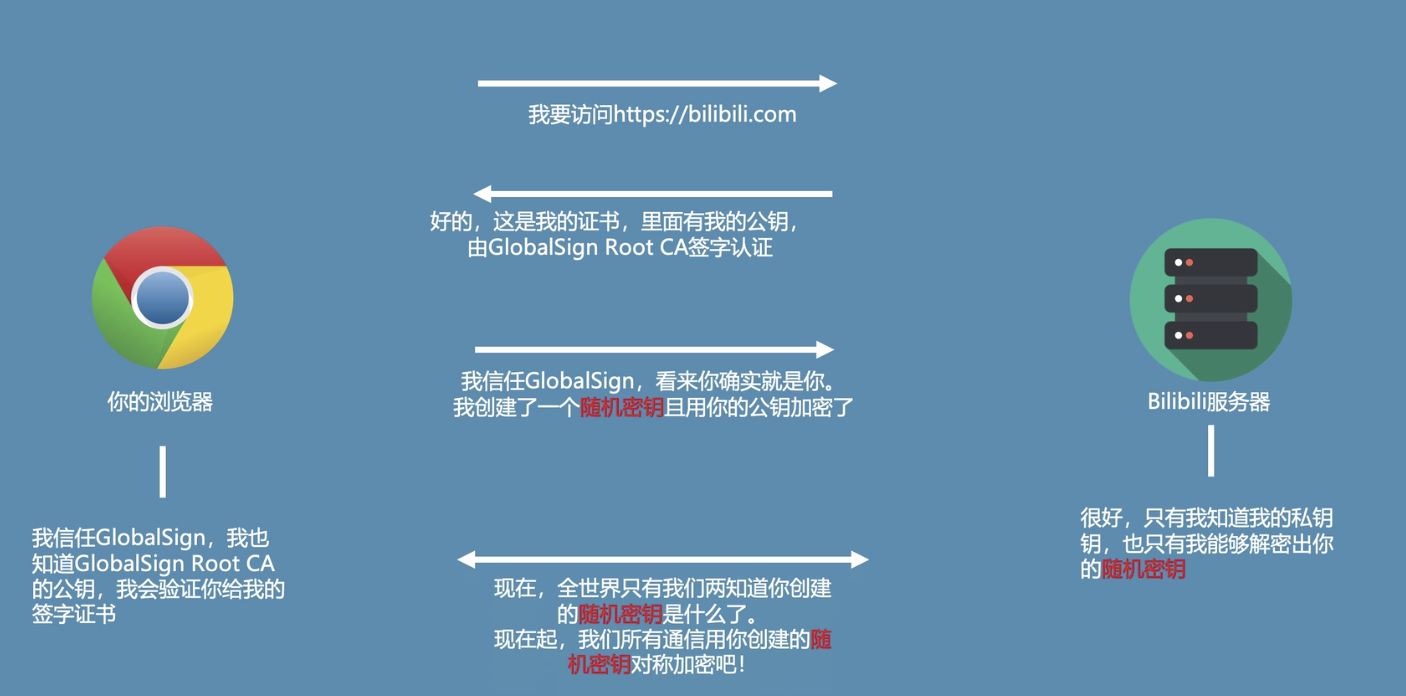 我要访问https://bilibili.com
好的，这是我的证书，里面有我的公钥，
由GlobalSign Root CA签字认证
你的浏览器
我信任GlobalSign，看来你确实就是你。
我创建了一个随机密钥且用你的公钥加密了
Bilibili服务器
我信任GlobalSign，我也
知道GlobalSign Root CA
的公钥，我会验证你给我的
签字证书
现在，全世界只有我们两知道你创建
的随机密钥是什么了。
现在起，我们所有通信用你创建的随
机密钥对称加密吧！
很好，只有我知道我的私钥
钥，也只有我能够解密出你
的随机密钥